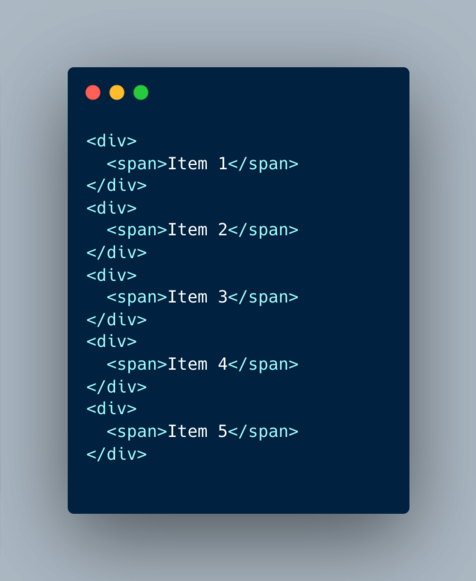 <div>
  <span>Item 1</span>
</div>
<div>
  <span>Item 2</span>
</div>
<div>
  <span>Item 3</span>
</div>
<div>
  <span>Item 4</span>
</div>
<div>
  <span>Item 5</span>
</div>